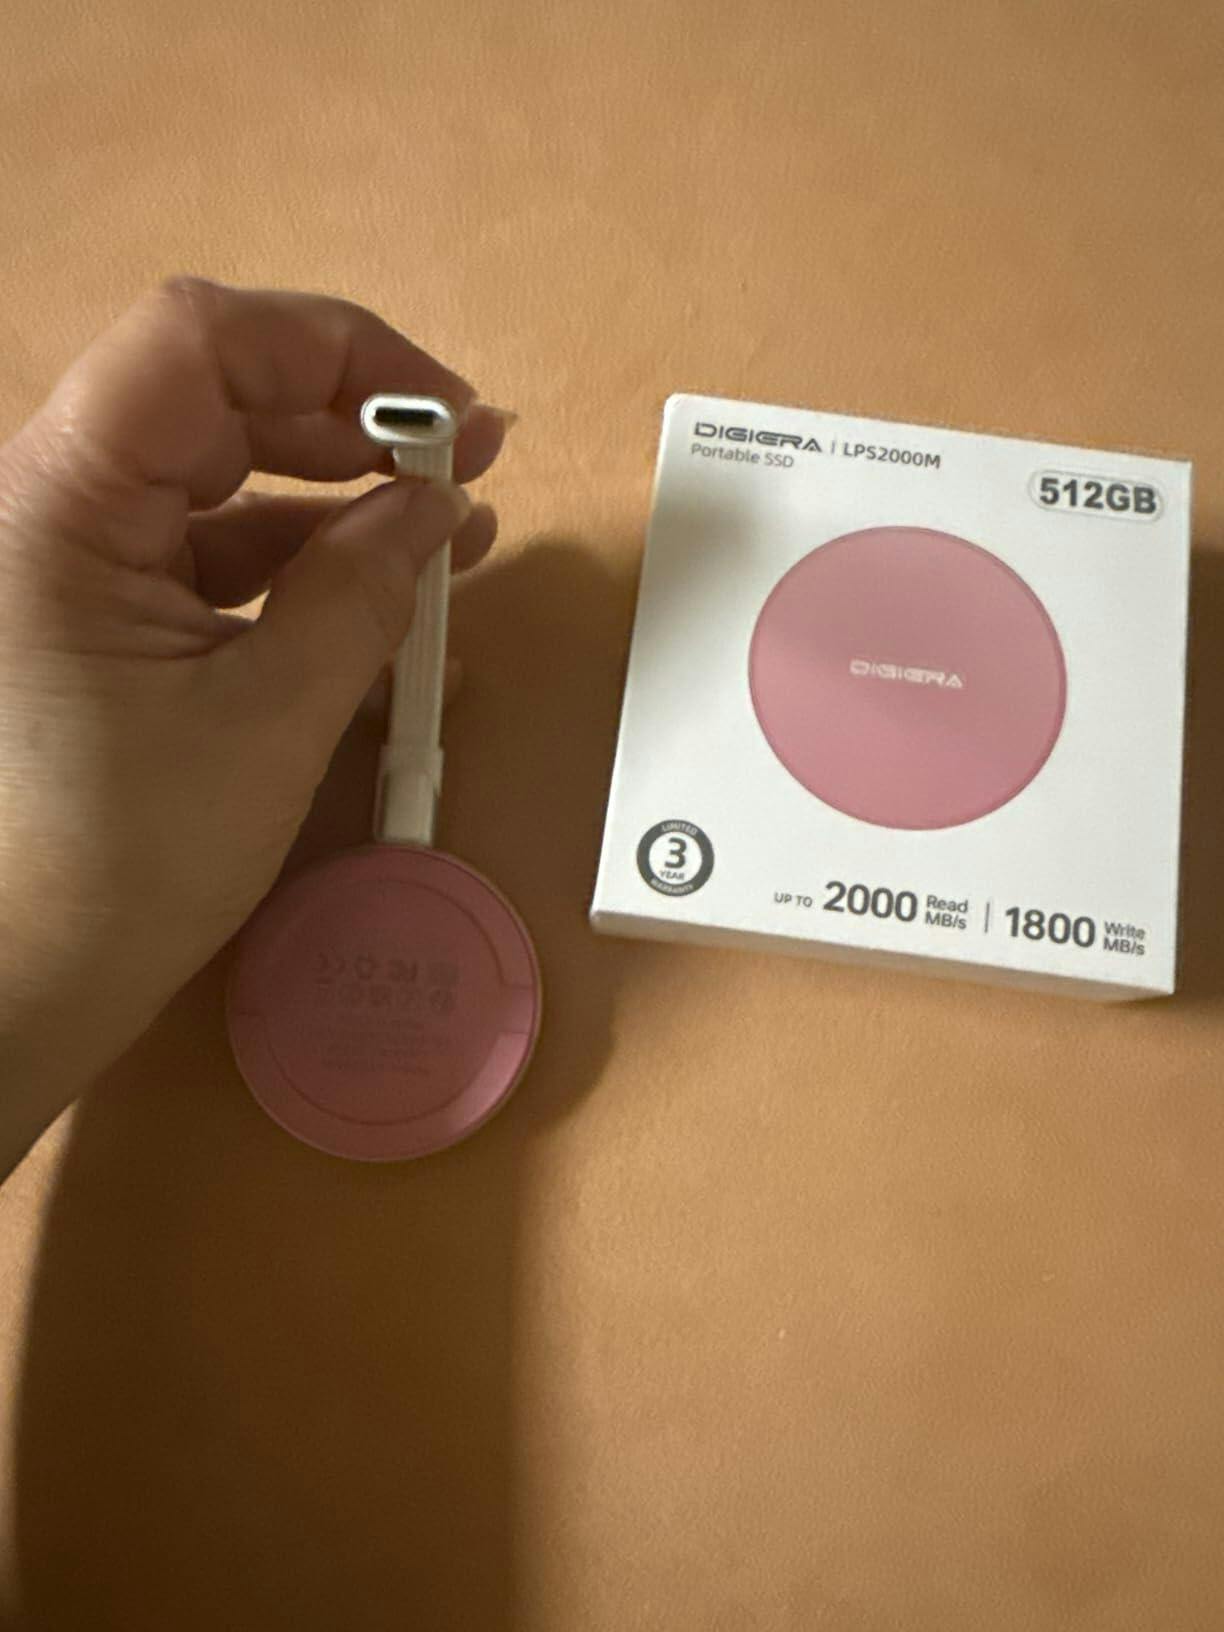 DIGIERA | LPS2000M
Portable SSD
512GB
DIGIERA
LIMITED
3
YEAR
WARRANTY
UP TO 2000 Read MB/s | 1800 Write MB/s